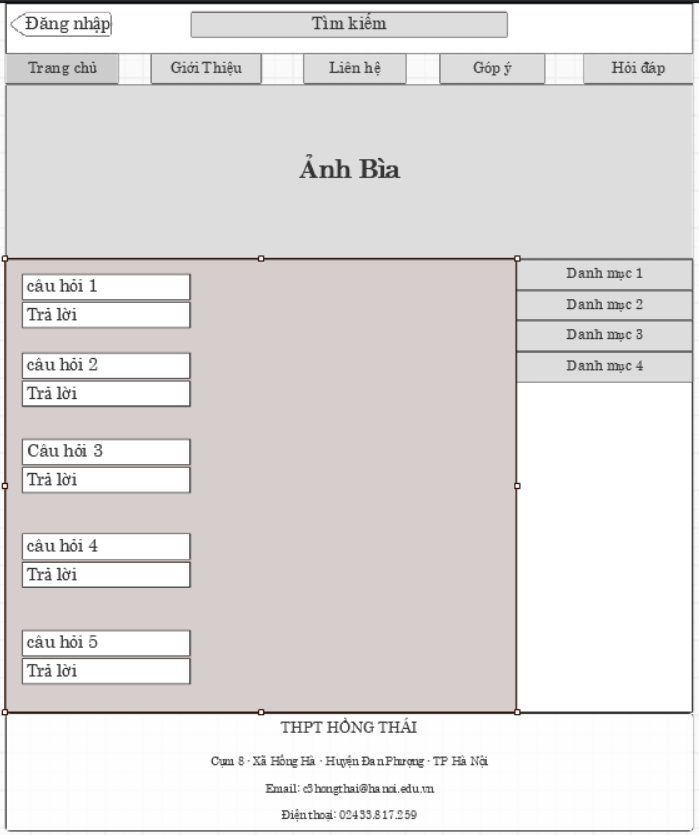 Đăng nhập
Tìm kiếm
Trang chủ
Giới Thiệu
Liên hệ
Góp ý
Hỏi đáp
Ảnh Bìa
câu hỏi 1
Trả lời
câu hỏi 2
Trả lời
Câu hỏi 3
Trả lời
câu hỏi 4
Trả lời
câu hỏi 5
Trả lời
Danh mục 1
Danh mục 2
Danh mục 3
Danh mục 4
THPT HỒNG THÁI
Cụm 8 - Xã Hồng Hà - Huyện Đan Phượng - TP Hà Nội
Email: c3hongthai@hanoi.edu.vn
Điện thoại: 02433.817.259